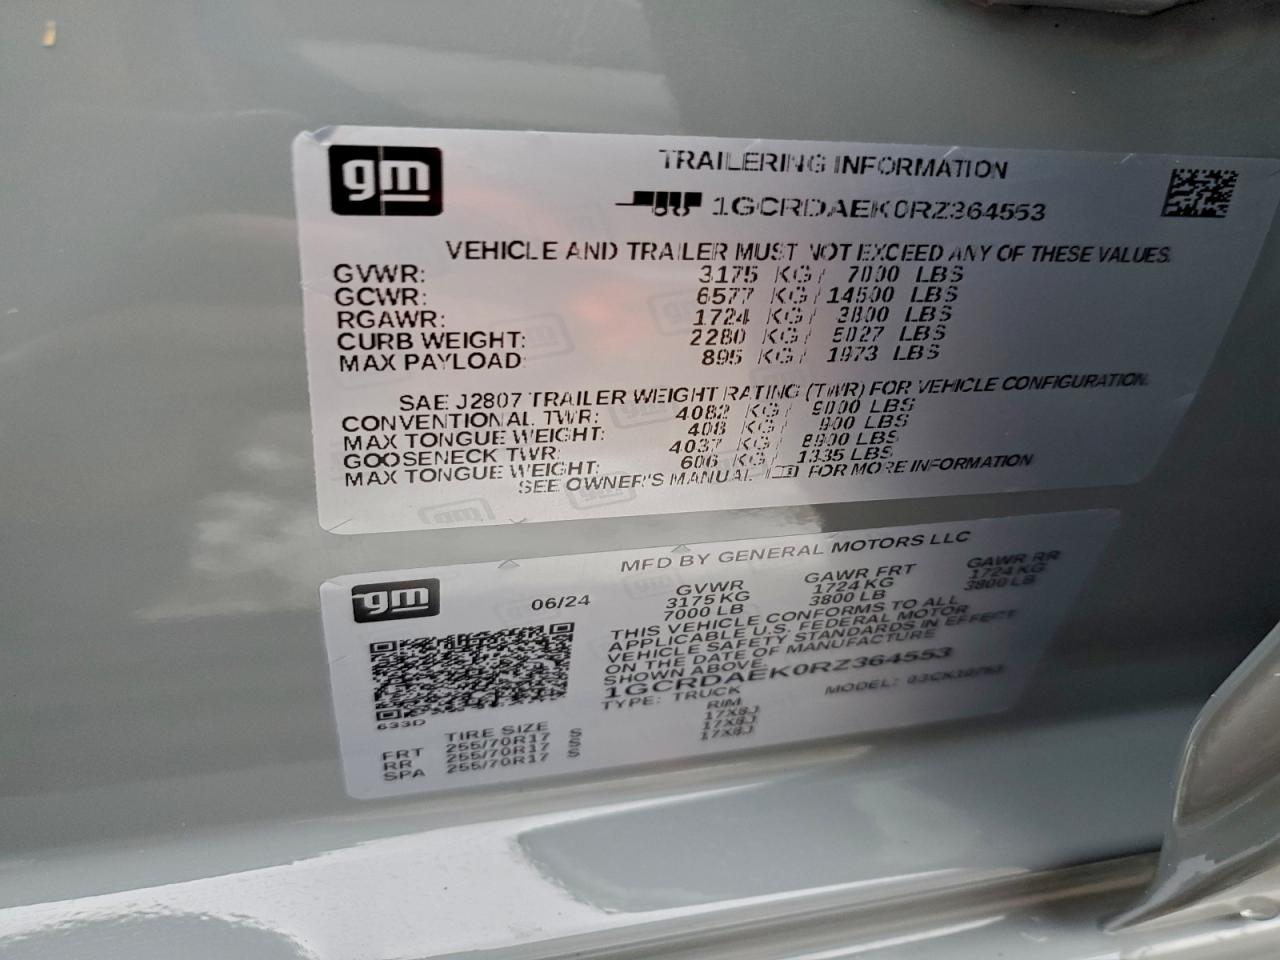 gm
TRAILERING INFORMATION
1GCRDAEK0RZ364553
VEHICLE AND TRAILER MUST NOT EXCEED ANY OF THESE VALUES.
GVWR: 3175 KG / 7000 LBS
GCWR: 6577 KG / 14500 LBS
RGAWR: 1724 KG / 3800 LBS
CURB WEIGHT: 2280 KG / 5027 LBS
MAX PAYLOAD: 895 KG / 1973 LBS
SAE J2807 TRAILER WEIGHT RATING (TWR) FOR VEHICLE CONFIGURATION.
CONVENTIONAL TWR: 4082 KG / 9000 LBS
MAX TONGUE WEIGHT: 408 KG / 900 LBS
GOOSENECK TWR: 4037 KG / 8900 LBS
MAX TONGUE WEIGHT: 606 KG / 1335 LBS
SEE OWNER'S MANUAL FOR MORE INFORMATION
gm
MFD BY GENERAL MOTORS LLC
06/24
GVWR GAWR FRT GAWR RR
3175 KG 1724 KG 1724 KG
7000 LB 3800 LB 3800 LB
THIS VEHICLE CONFORMS TO ALL
APPLICABLE U.S. FEDERAL MOTOR
VEHICLE SAFETY STANDARDS IN EFFECT
ON THE DATE OF MANUFACTURE
SHOWN ABOVE.
1GCRDAEK0RZ364553
TYPE: TRUCK MODEL:
633D
TIRE SIZE RIM
FRT 255/70R17 S 17X8J
RR 255/70R17 S 17X8J
SPA 255/70R17 S 17X8J